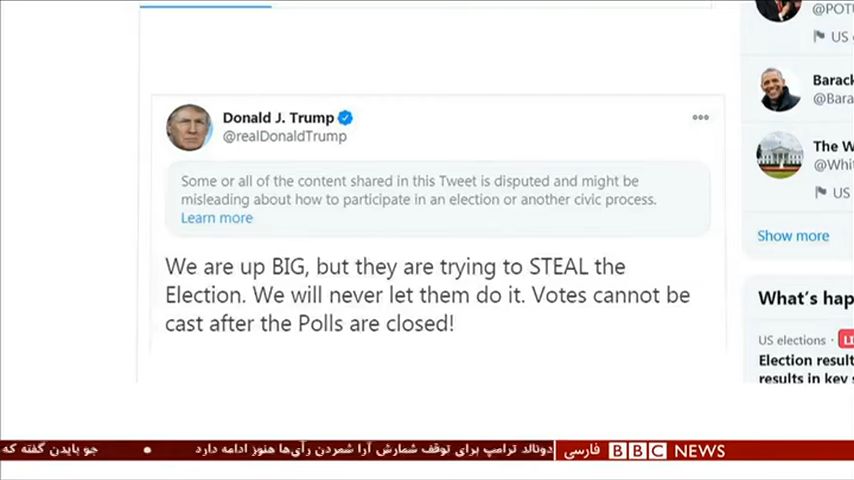 Donald J. Trump
@realDonaldTrump
Some or all of the content shared in this Tweet is disputed and might be
misleading about how to participate in an election or another civic process.
Learn more
We are up BIG, but they are trying to STEAL the
Election. We will never let them do it. Votes cannot be
cast after the Polls are closed!
@POTU
US
Barack
@Bara
The W
@Whit
US
Show more
What's hap
US elections · LI
Election result
results in key
فارسی BBC NEWS
دونالد ترامپ برای توقف شمارش آرا شمردن رأی‌ها هنوز ادامه دارد • جو بایدن گفته که